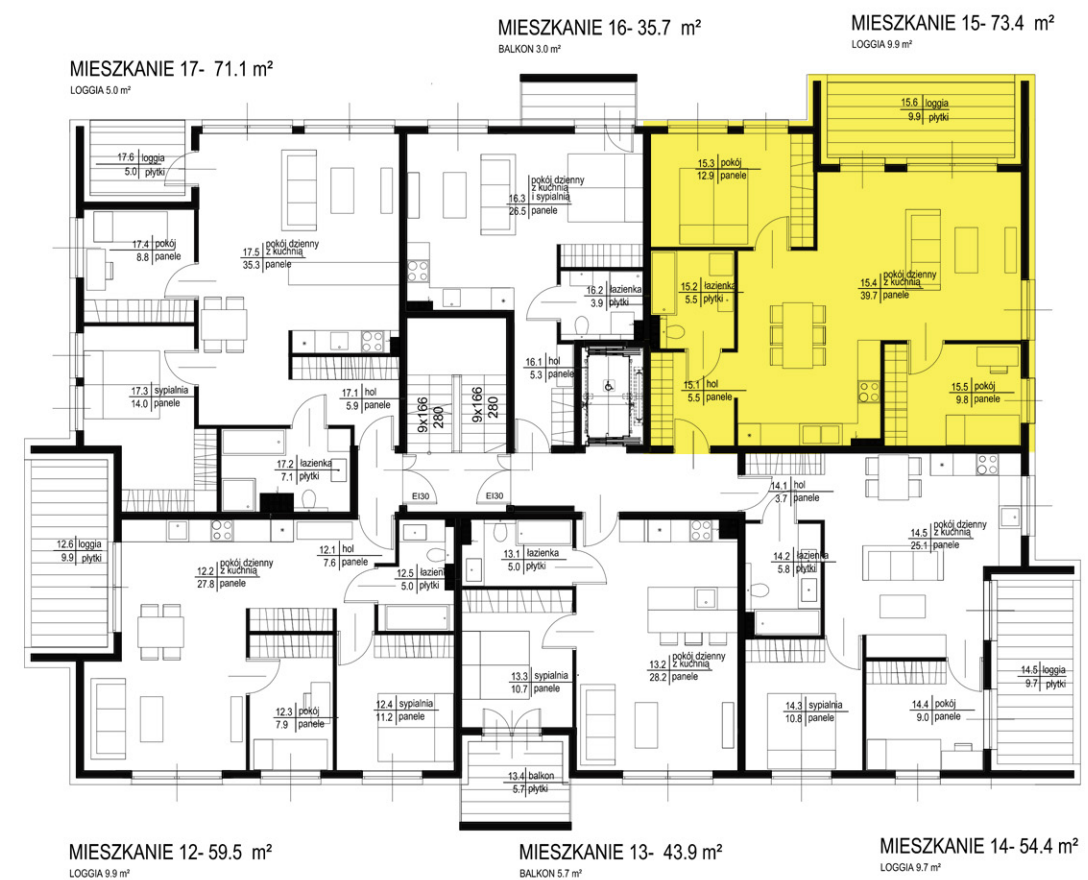 MIESZKANIE 16- 35.7 m²
BALKON 3.0 m²
MIESZKANIE 15- 73.4 m²
LOGGIA 9.9 m²
MIESZKANIE 17- 71.1 m²
LOGGIA 5.0 m²
15.6 loggia
9.9 płytki
17.6 loggia
5.0 płytki
15.3 pokój
12.9 panele
pokój dzienny
z kuchnią
i sypialnią
16.3
26.5 panele
17.4 pokój
8.8 panele
pokój dzienny
17.5 z kuchnią
35.3 panele
16.2 łazienka
3.9 płytki
15.2 łazienka
5.5 płytki
pokój dzienny
15.4 z kuchnią
39.7 panele
16.1 hol
5.3 panele
17.3 sypialnia
14.0 panele
17.1 hol
5.9 panele
9x166
280
9x166
280
15.1 hol
5.5 panele
15.5 pokój
9.8 panele
17.2 łazienka
7.1 płytki
EI30
EI30
14.1 hol
3.7 panele
12.6 loggia
9.9 płytki
12.1 hol
7.6 panele
pokój dzienny
12.2 z kuchnią
27.8 panele
12.5 łazienka
5.0 płytki
13.1 łazienka
5.0 płytki
14.2 łazienka
5.8 płytki
pokój dzienny
14.5 z kuchnią
25.1 panele
pokój dzienny
13.2 z kuchnią
28.2 panele
13.3 sypialnia
10.7 panele
14.5 loggia
9.7 płytki
12.3 pokój
7.9 panele
12.4 sypialnia
11.2 panele
14.3 sypialnia
10.8 panele
14.4 pokój
9.0 panele
13.4 balkon
5.7 płytki
MIESZKANIE 12- 59.5 m²
LOGGIA 9.9 m²
MIESZKANIE 13- 43.9 m²
BALKON 5.7 m²
MIESZKANIE 14- 54.4 m²
LOGGIA 9.7 m²